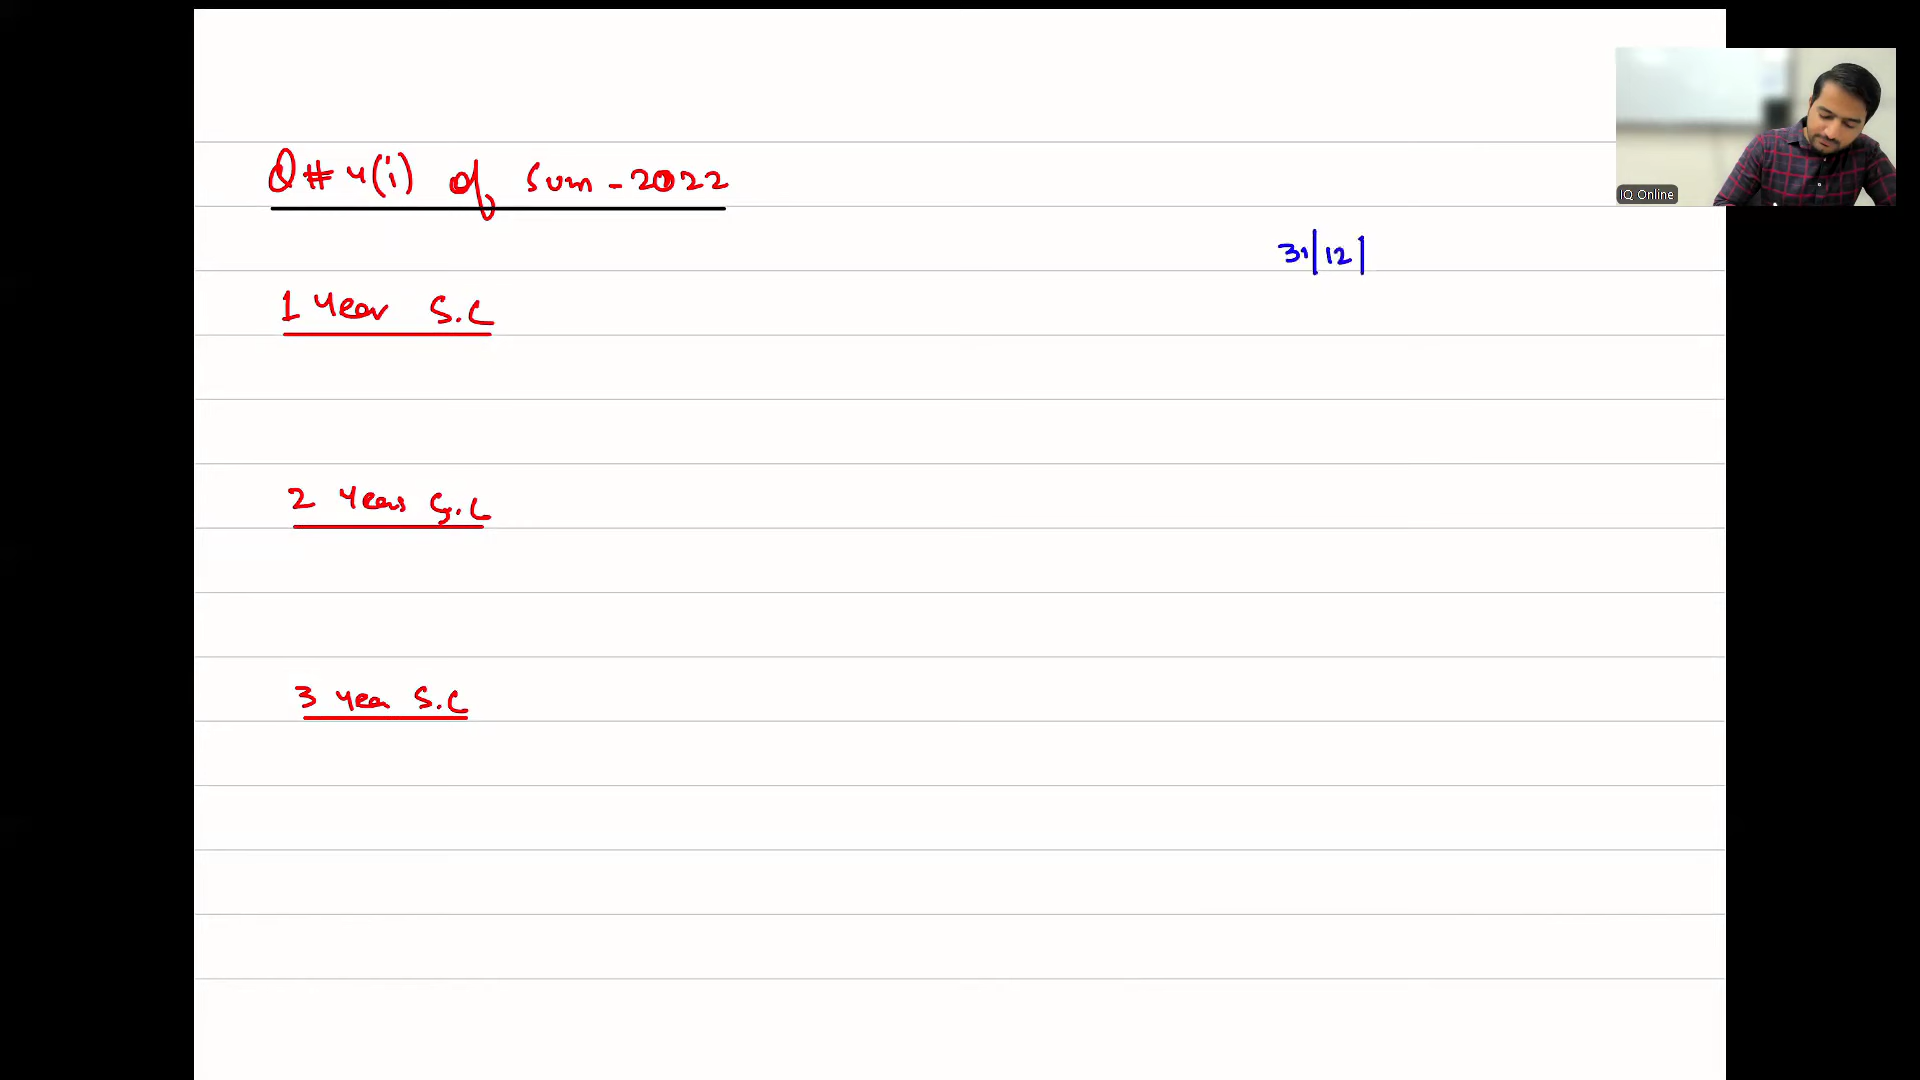 Q#4(i) of Sum-2022
IQ Online
31|12|
1 Year S.C
2 Years S.C
3 Year S.C